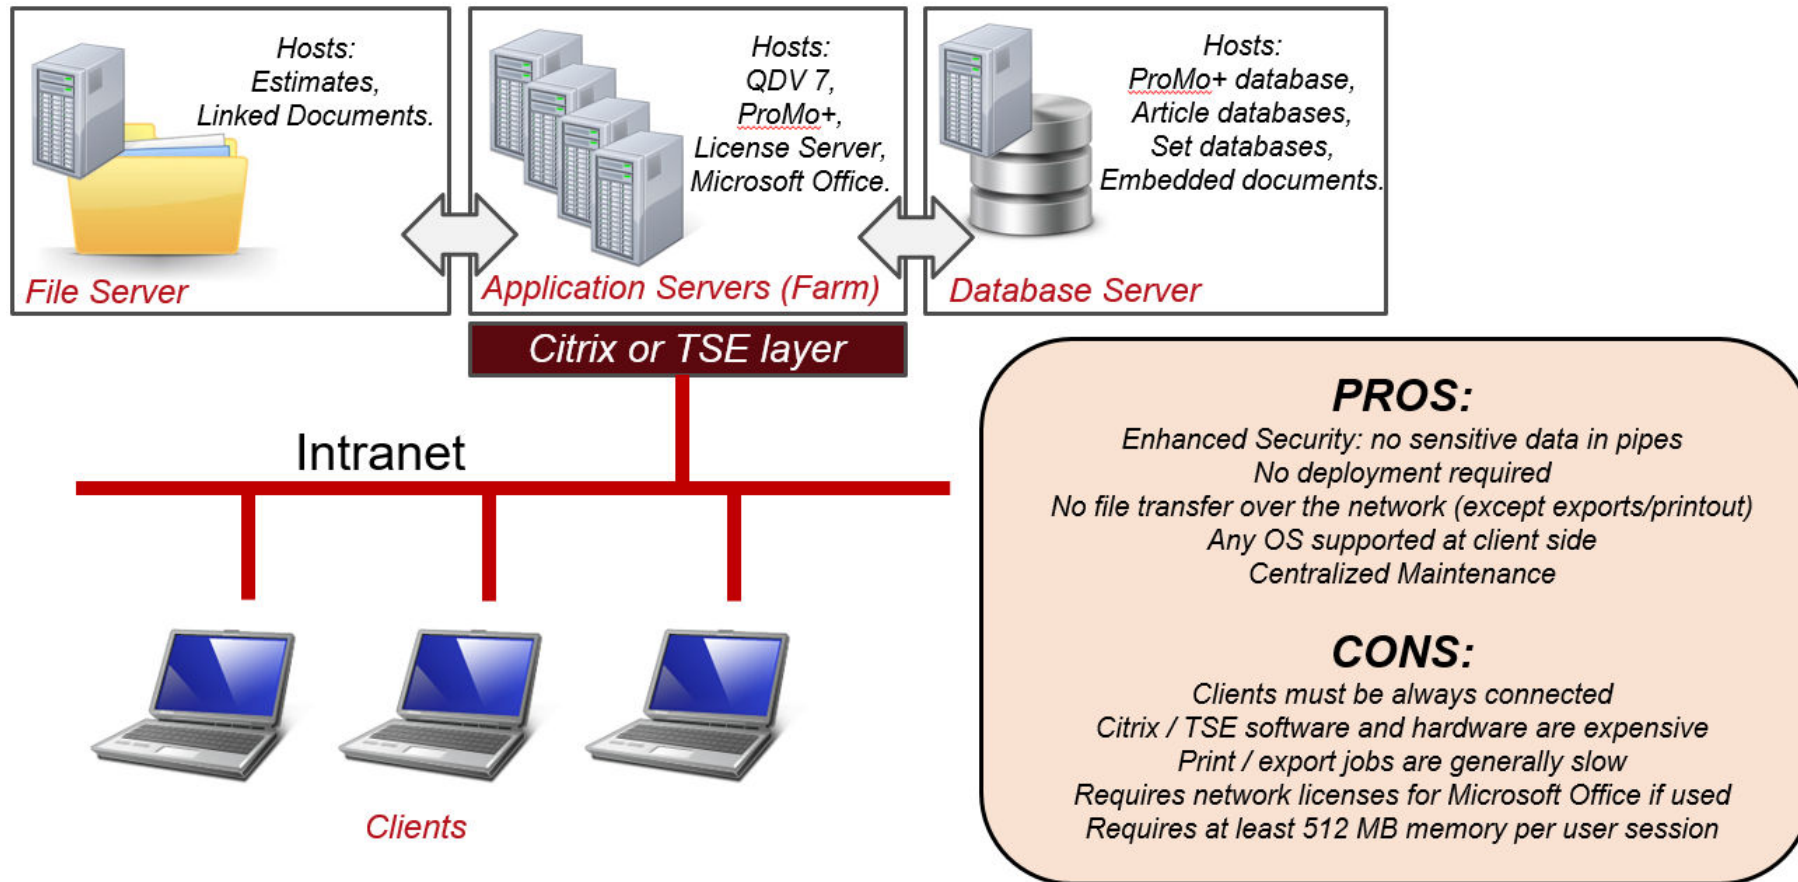 Hosts:
Estimates,
Linked Documents.
File Server
Hosts:
QDV 7,
ProMo+,
License Server,
Microsoft Office.
Application Servers (Farm)
Hosts:
ProMo+ database,
Article databases,
Set databases,
Embedded documents.
Database Server
Citrix or TSE layer
Intranet
Clients
PROS:
Enhanced Security: no sensitive data in pipes
No deployment required
No file transfer over the network (except exports/printout)
Any OS supported at client side
Centralized Maintenance
CONS:
Clients must be always connected
Citrix / TSE software and hardware are expensive
Print / export jobs are generally slow
Requires network licenses for Microsoft Office if used
Requires at least 512 MB memory per user session